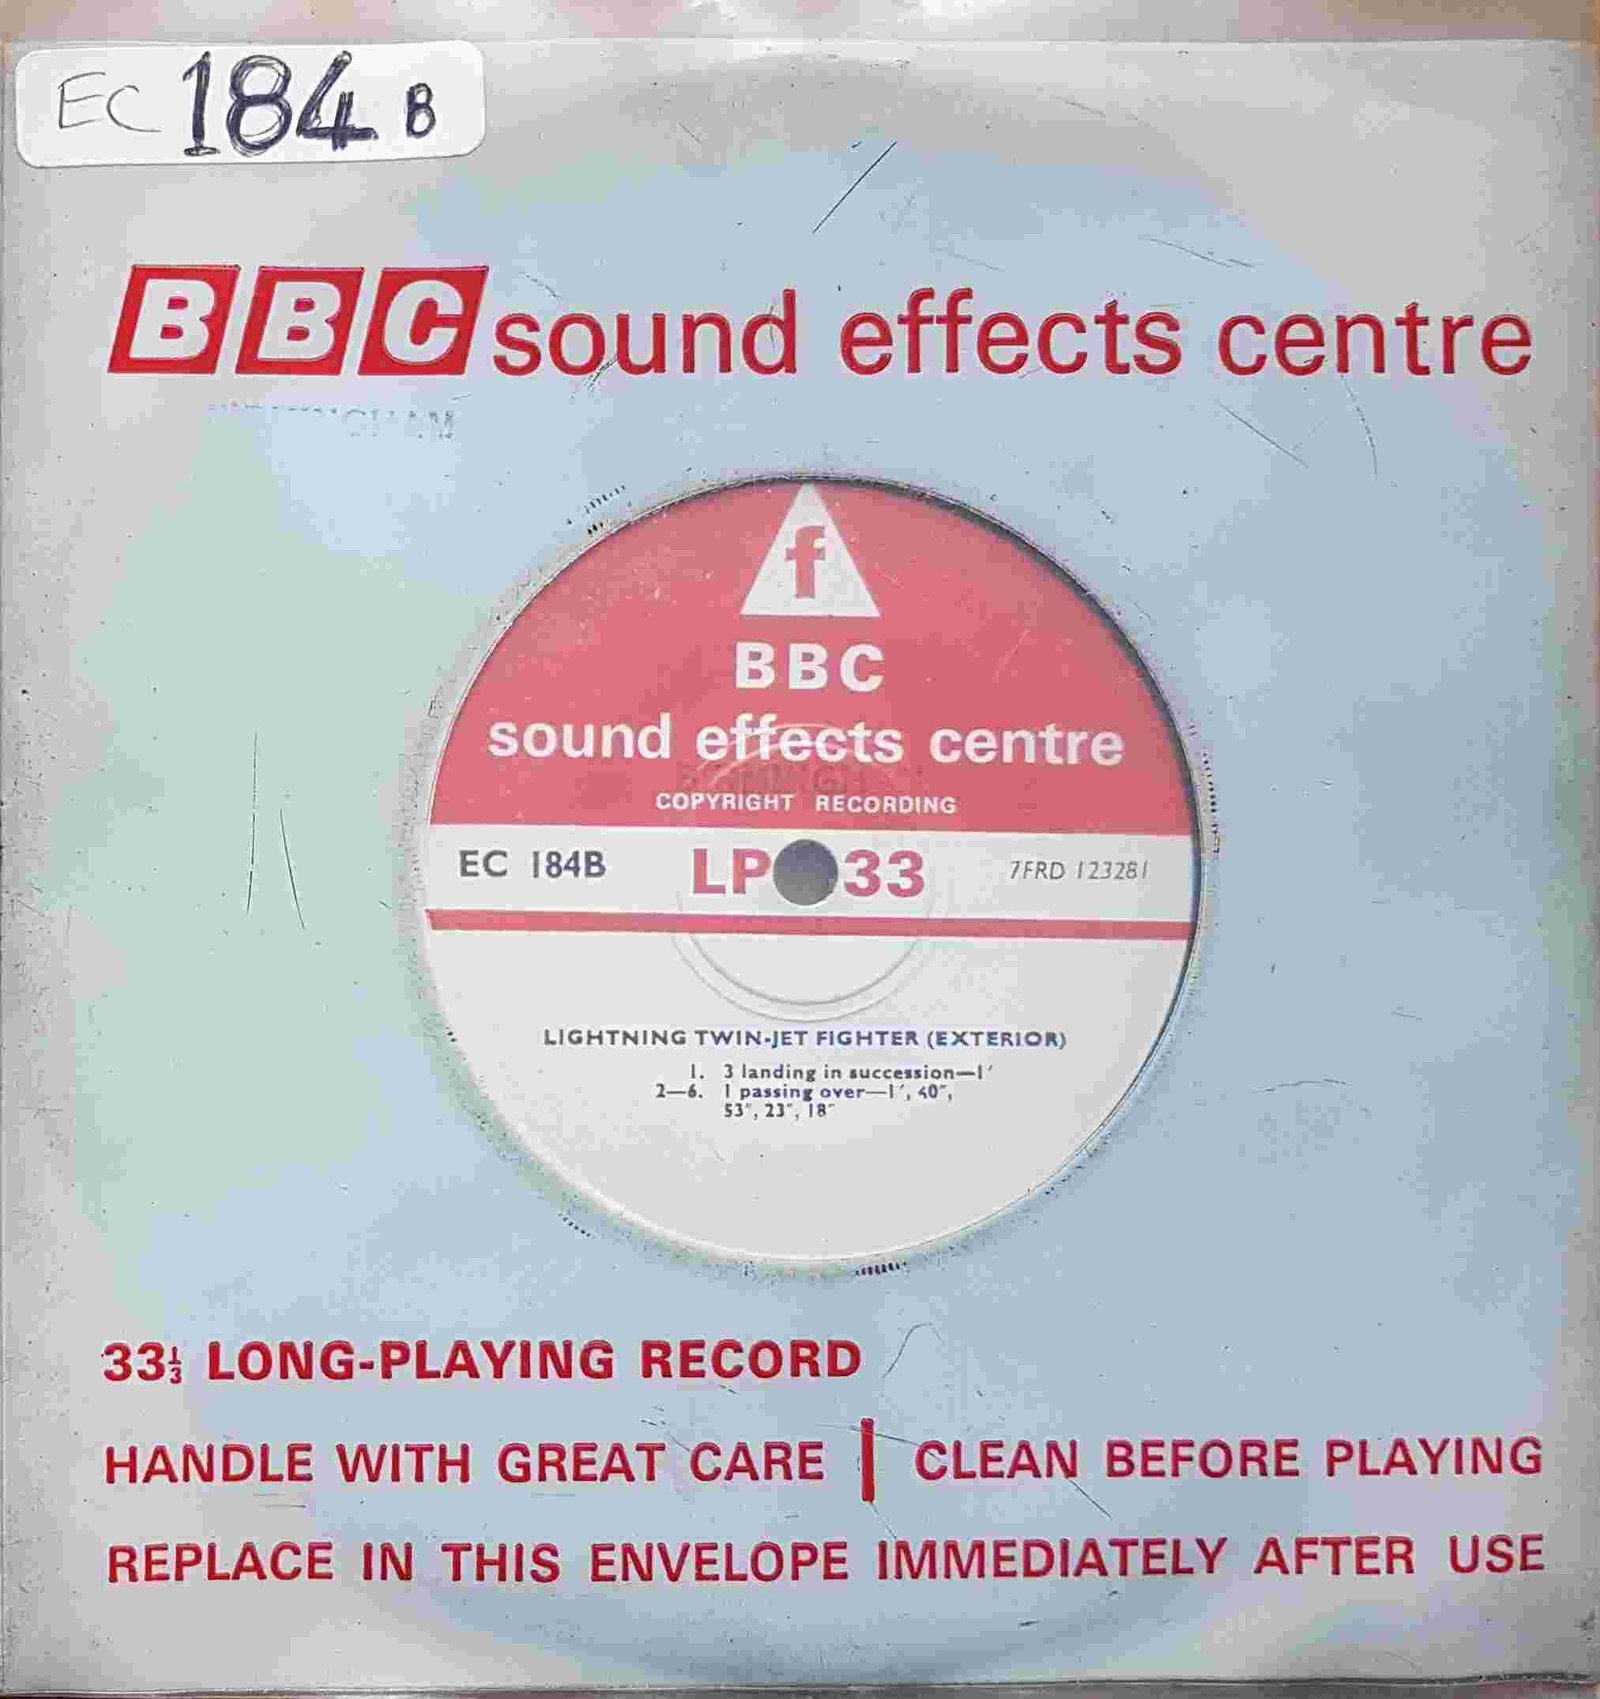 EC 184 B
BBC sound effects centre
f
BBC
sound effects centre
COPYRIGHT RECORDING
EC 184B LP 33 7FRD 123281
LIGHTNING TWIN-JET FIGHTER (EXTERIOR)
1. 3 landing in succession—1′
2—6. 1 passing over—1′, 40″,
53″, 23″, 18″
33⅓ LONG-PLAYING RECORD
HANDLE WITH GREAT CARE | CLEAN BEFORE PLAYING
REPLACE IN THIS ENVELOPE IMMEDIATELY AFTER USE